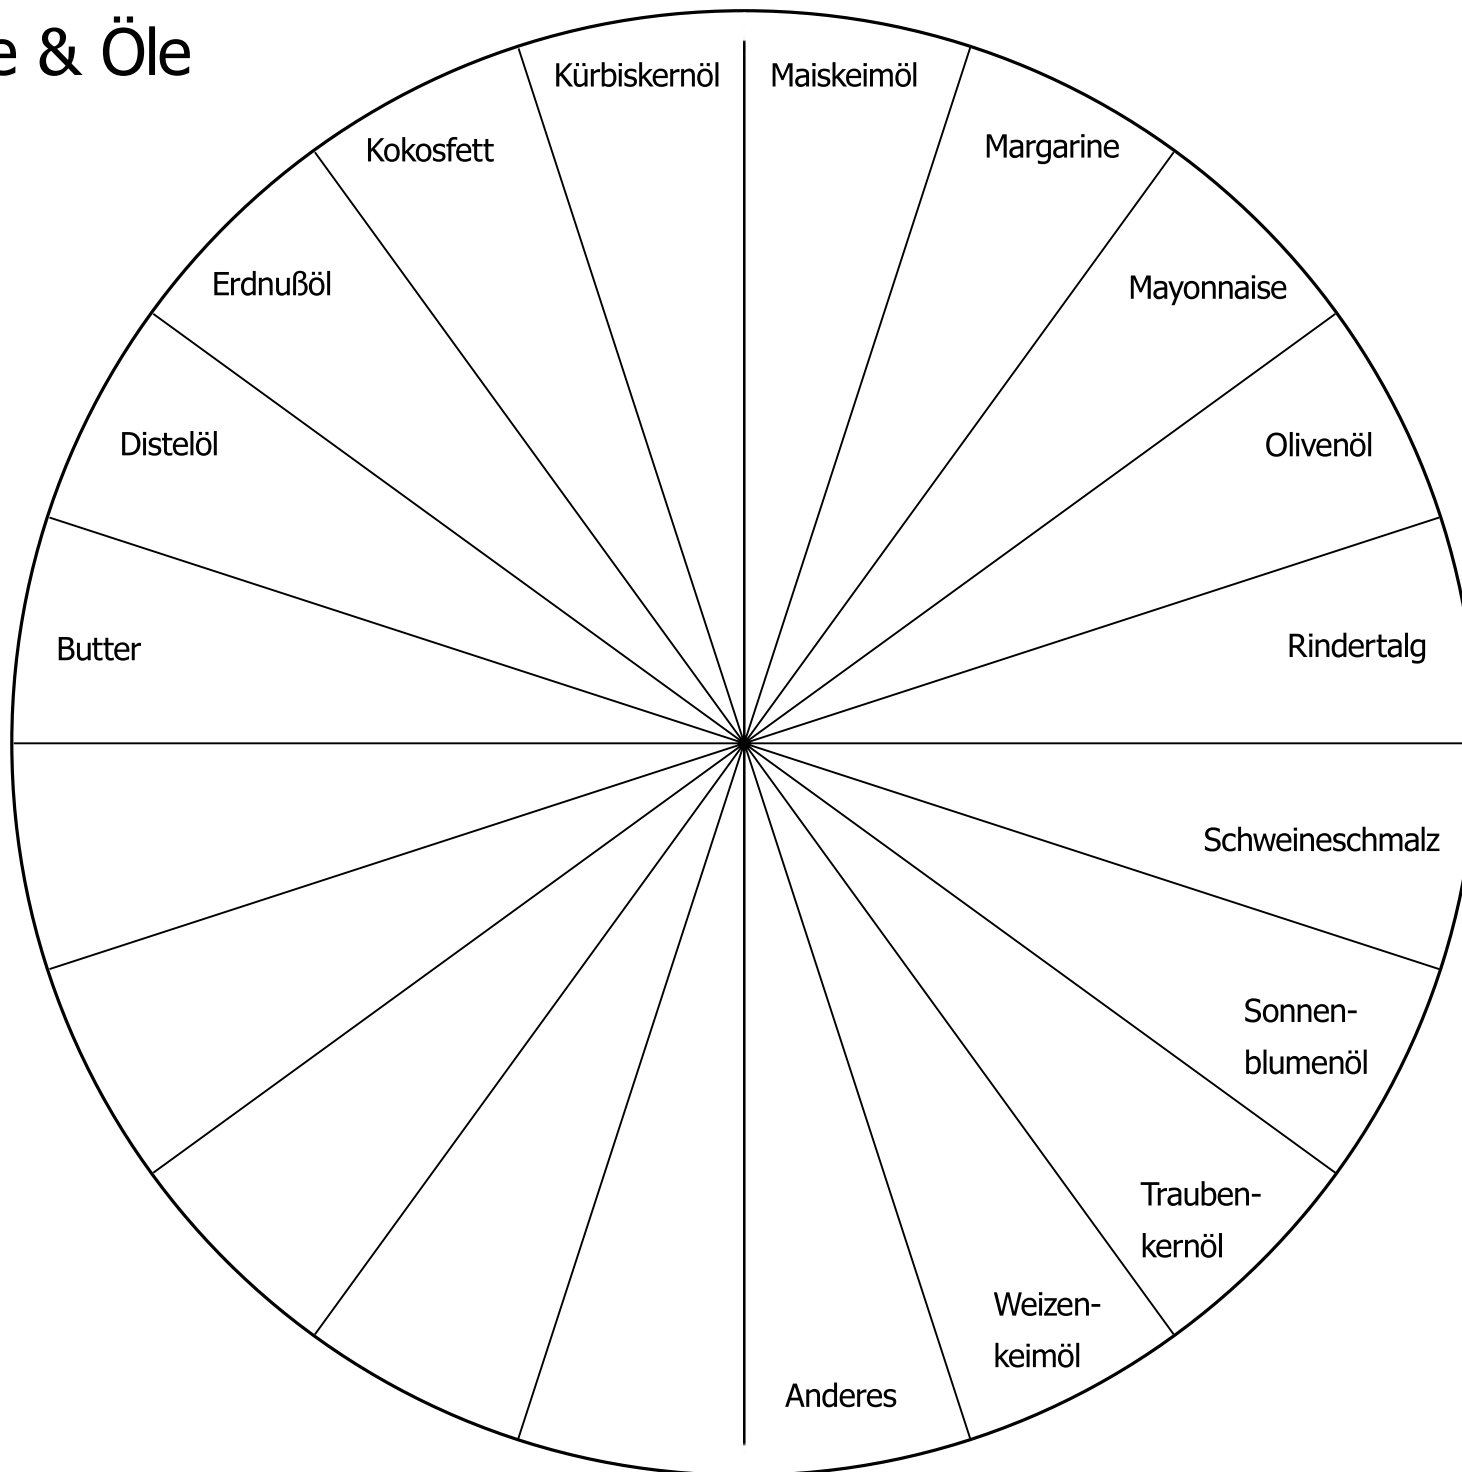 e & Öle
Kürbiskernöl
Maiskeimöl
Kokosfett
Margarine
Erdnußöl
Mayonnaise
Distelöl
Olivenöl
Butter
Rindertalg
Schweineschmalz
Sonnen-
blumenöl
Trauben-
kernöl
Weizen-
keimöl
Anderes